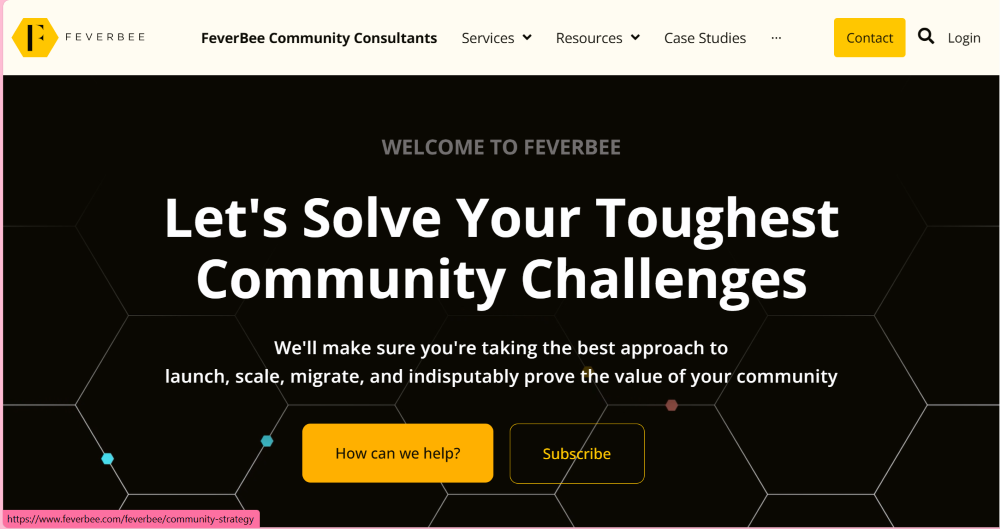 F FEVERBEE
FeverBee Community Consultants Services Resources Case Studies ··· Contact Login
WELCOME TO FEVERBEE
Let's Solve Your Toughest
Community Challenges
We'll make sure you're taking the best approach to
launch, scale, migrate, and indisputably prove the value of your community
How can we help? Subscribe
https://www.feverbee.com/feverbee/community-strategy